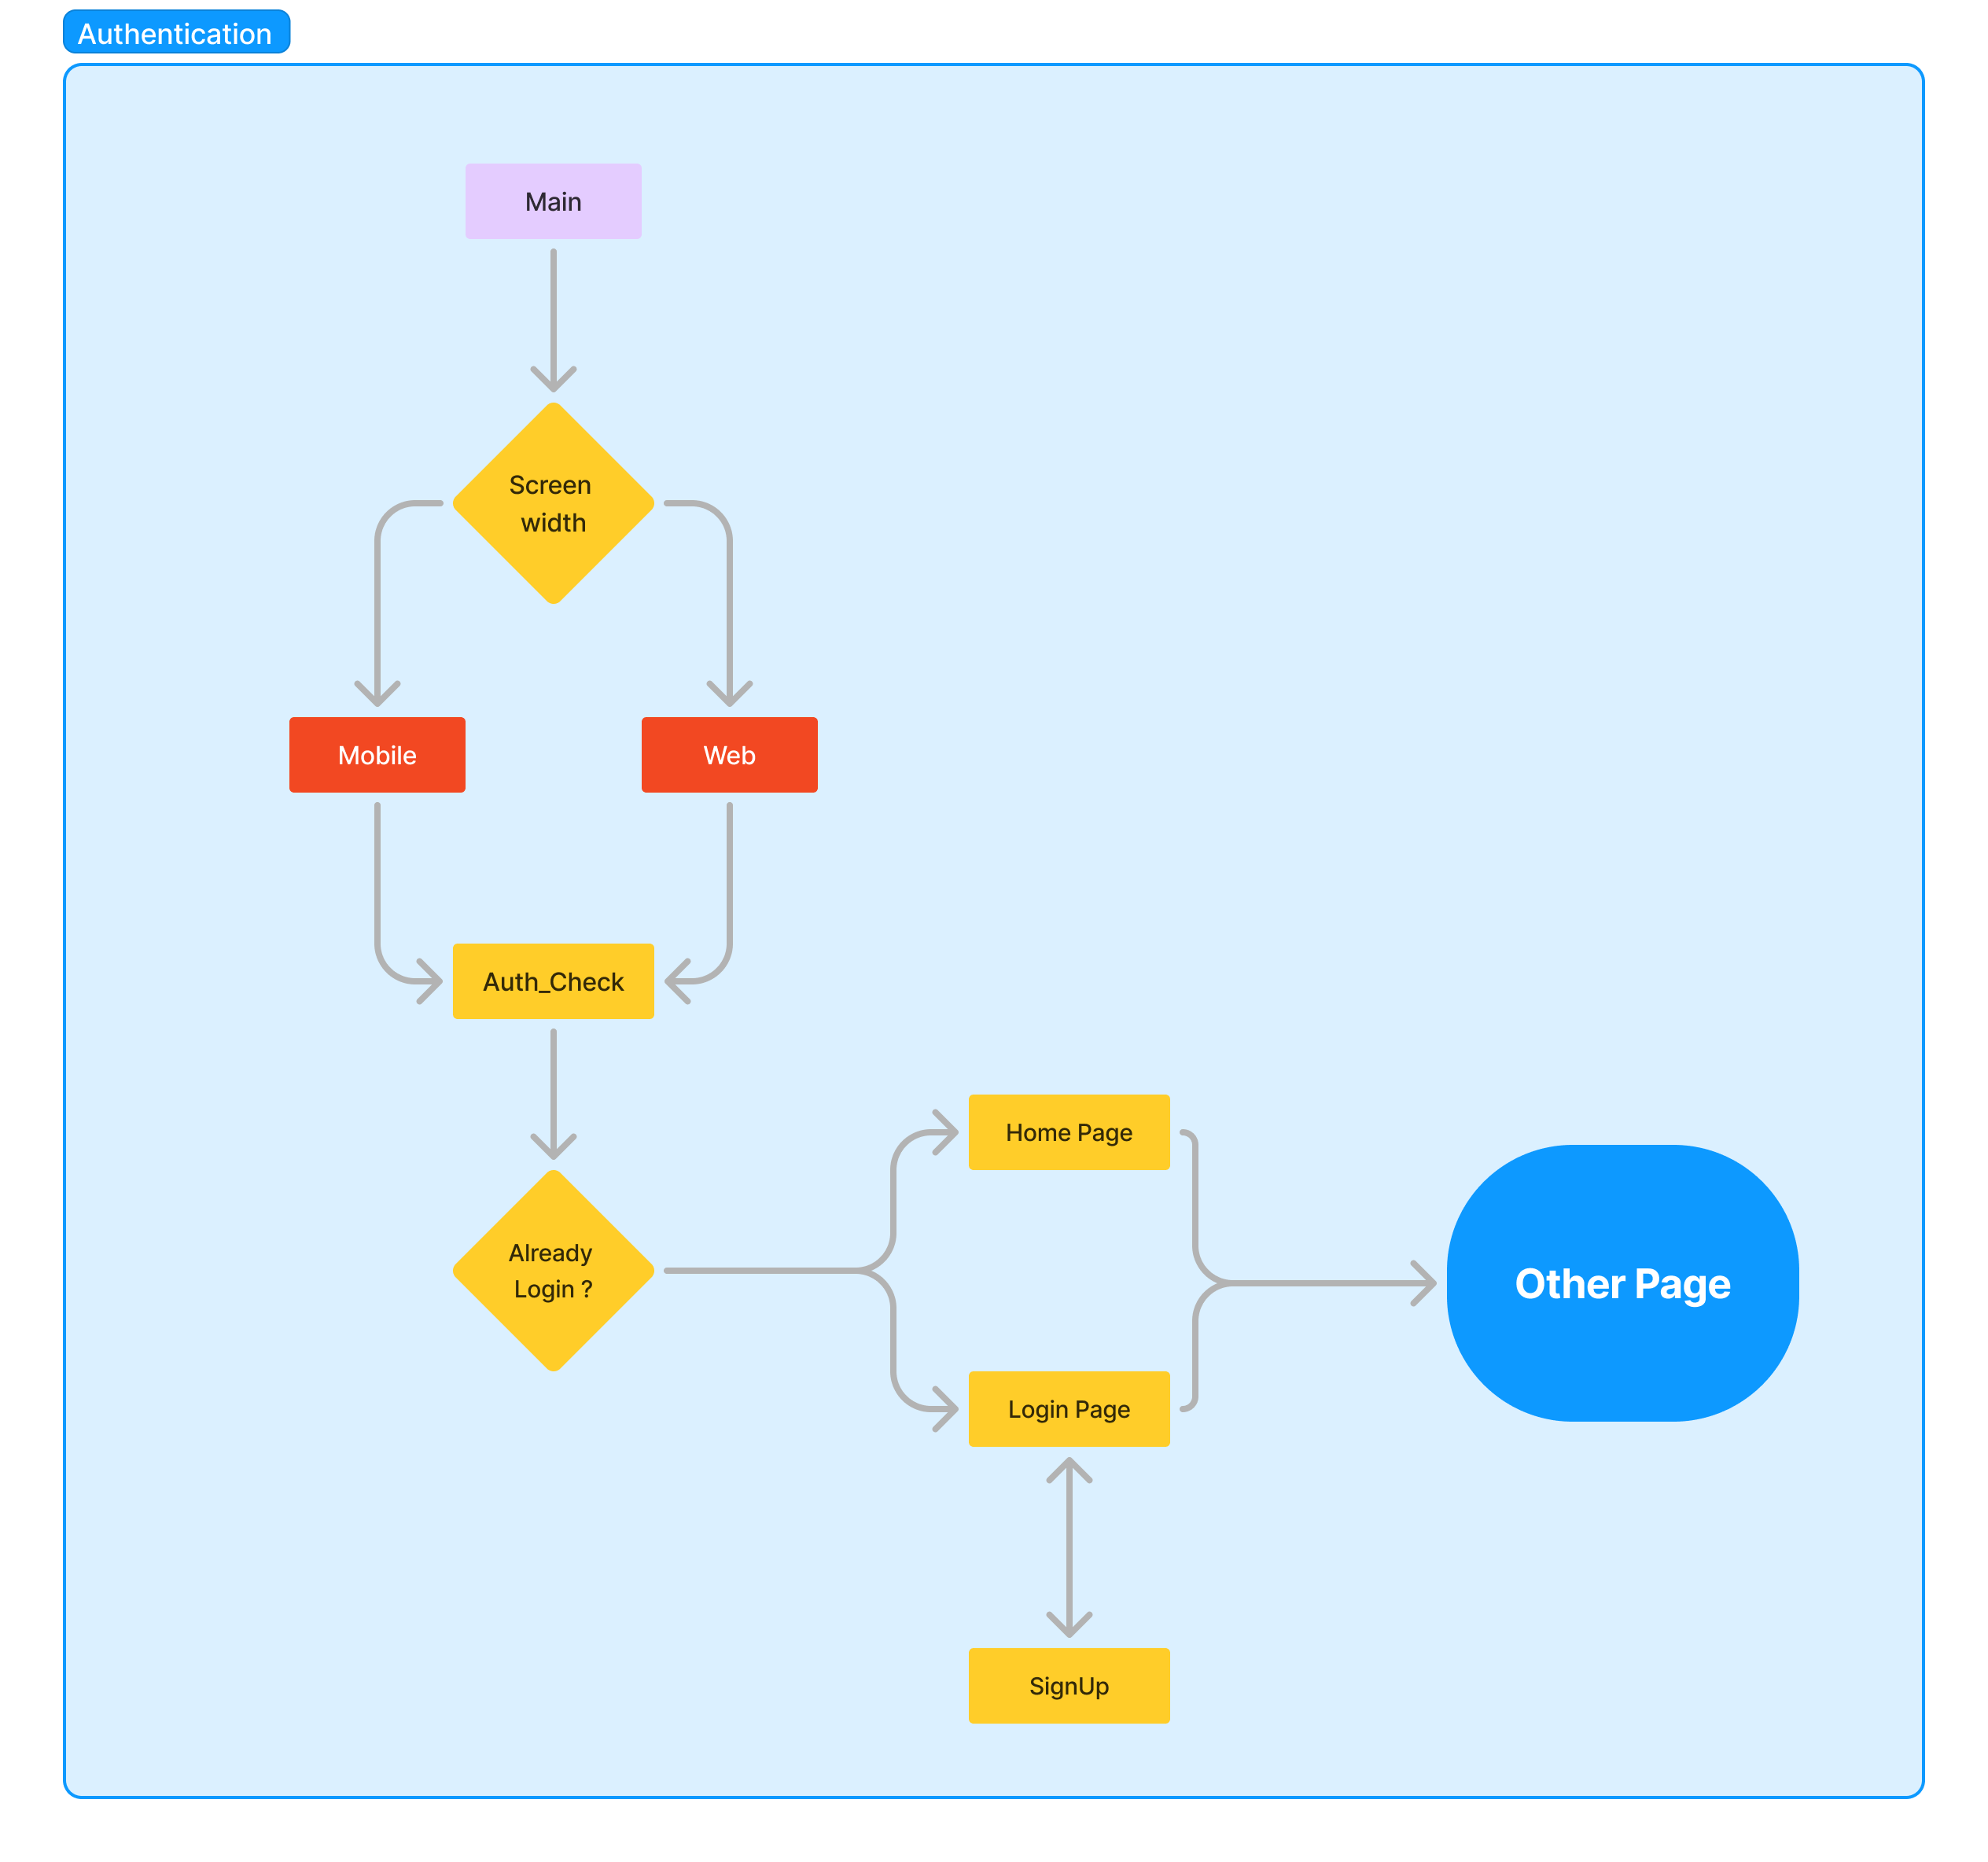 Authentication
Main
Screen
width
Mobile
Web
Auth_Check
Home Page
Already
Login ?
Other Page
Login Page
SignUp